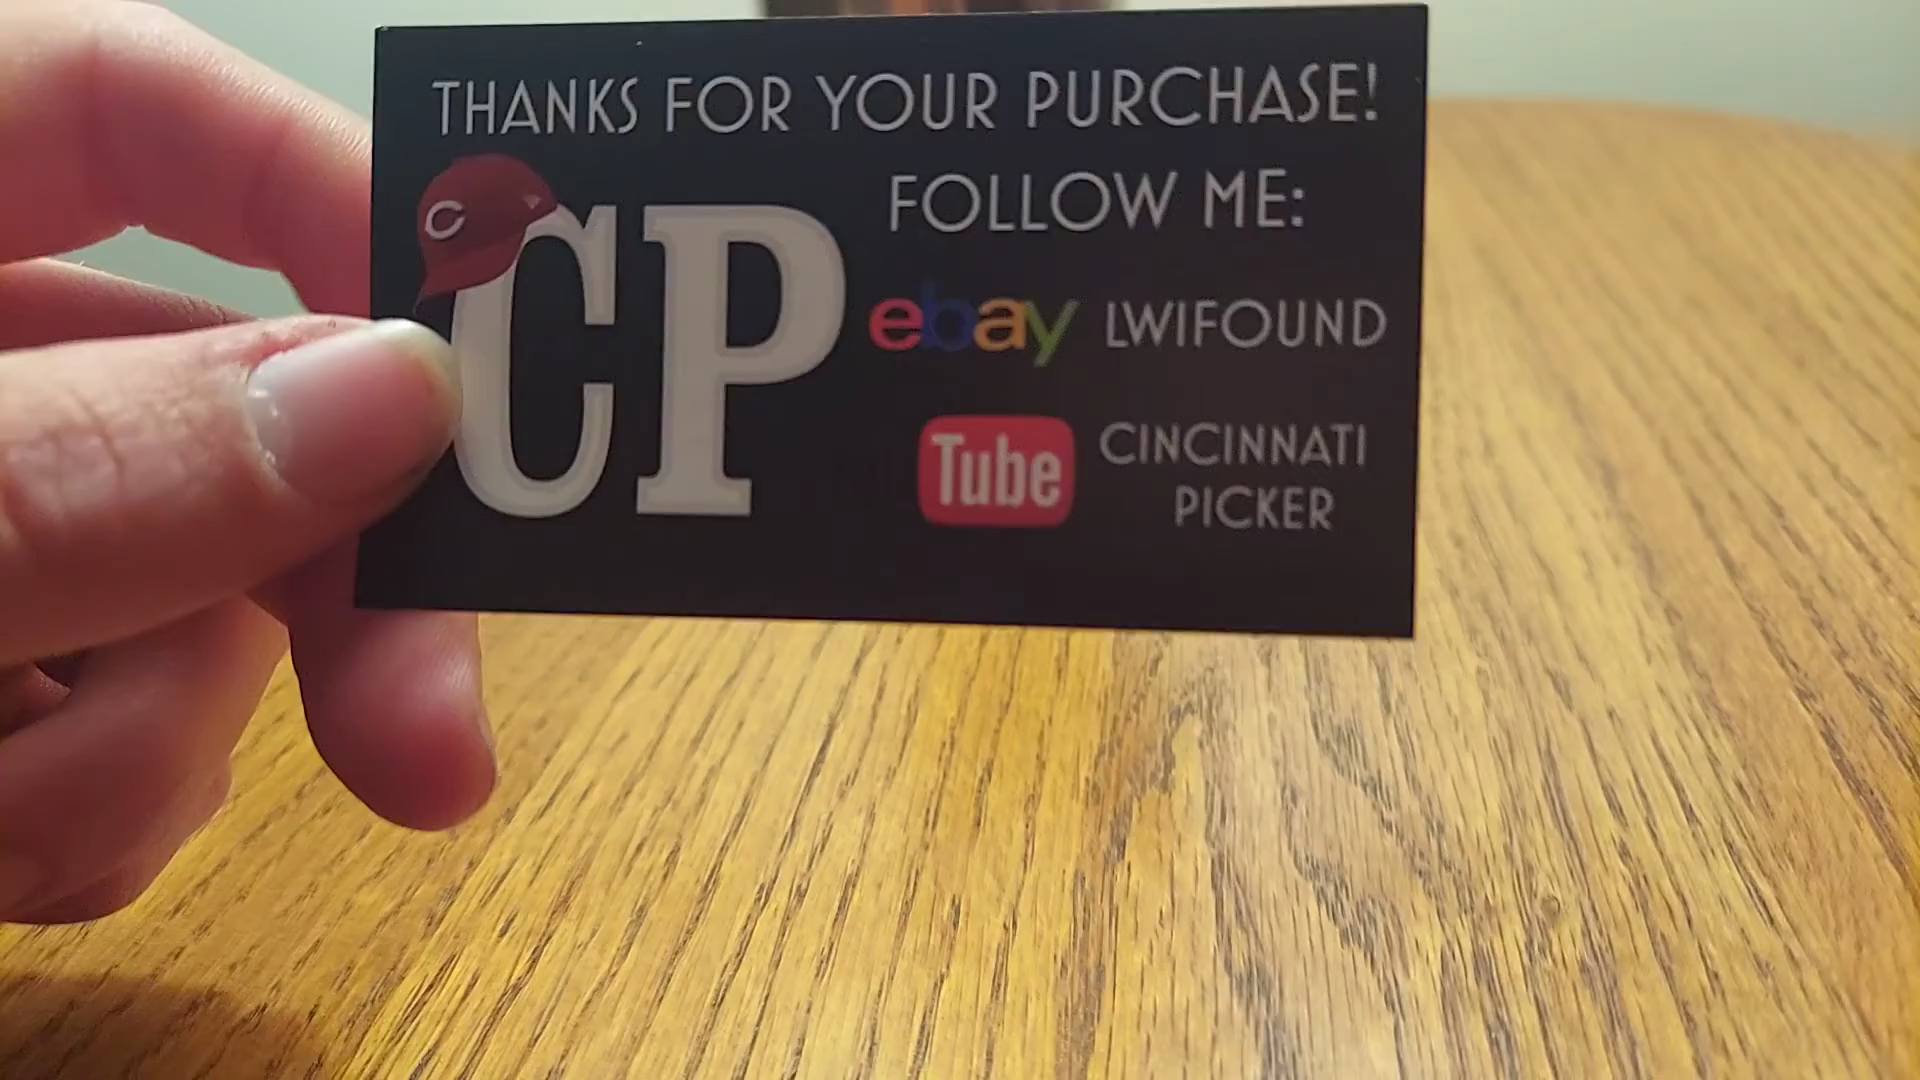 THANKS FOR YOUR PURCHASE!
FOLLOW ME:
C
CP
ebay LWIFOUND
Tube CINCINNATI
PICKER